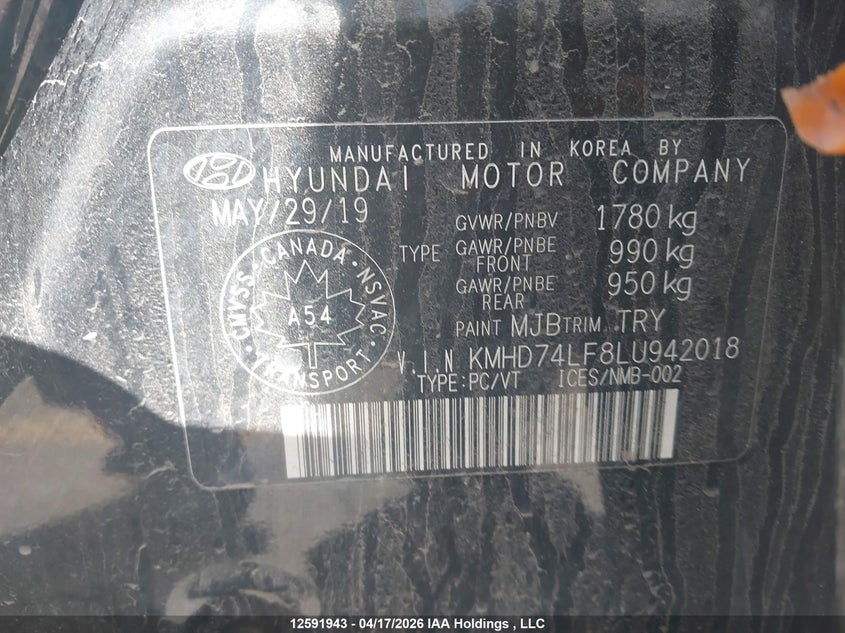 MANUFACTURED IN KOREA BY
HYUNDAI MOTOR COMPANY
MAY/29/19
GVWR/PNBV 1780 kg
TYPE GAWR/PNBE FRONT 990 kg
GAWR/PNBE REAR 950 kg
PAINT MJB TRIM TRY
V.I.N KMHD74LF8LU942018
TYPE:PC/VT ICES/NMB-002
CANADA · NSVAC · TRANSPORT · CMVSS
A54
12591943 - 04/17/2026 IAA Holdings , LLC